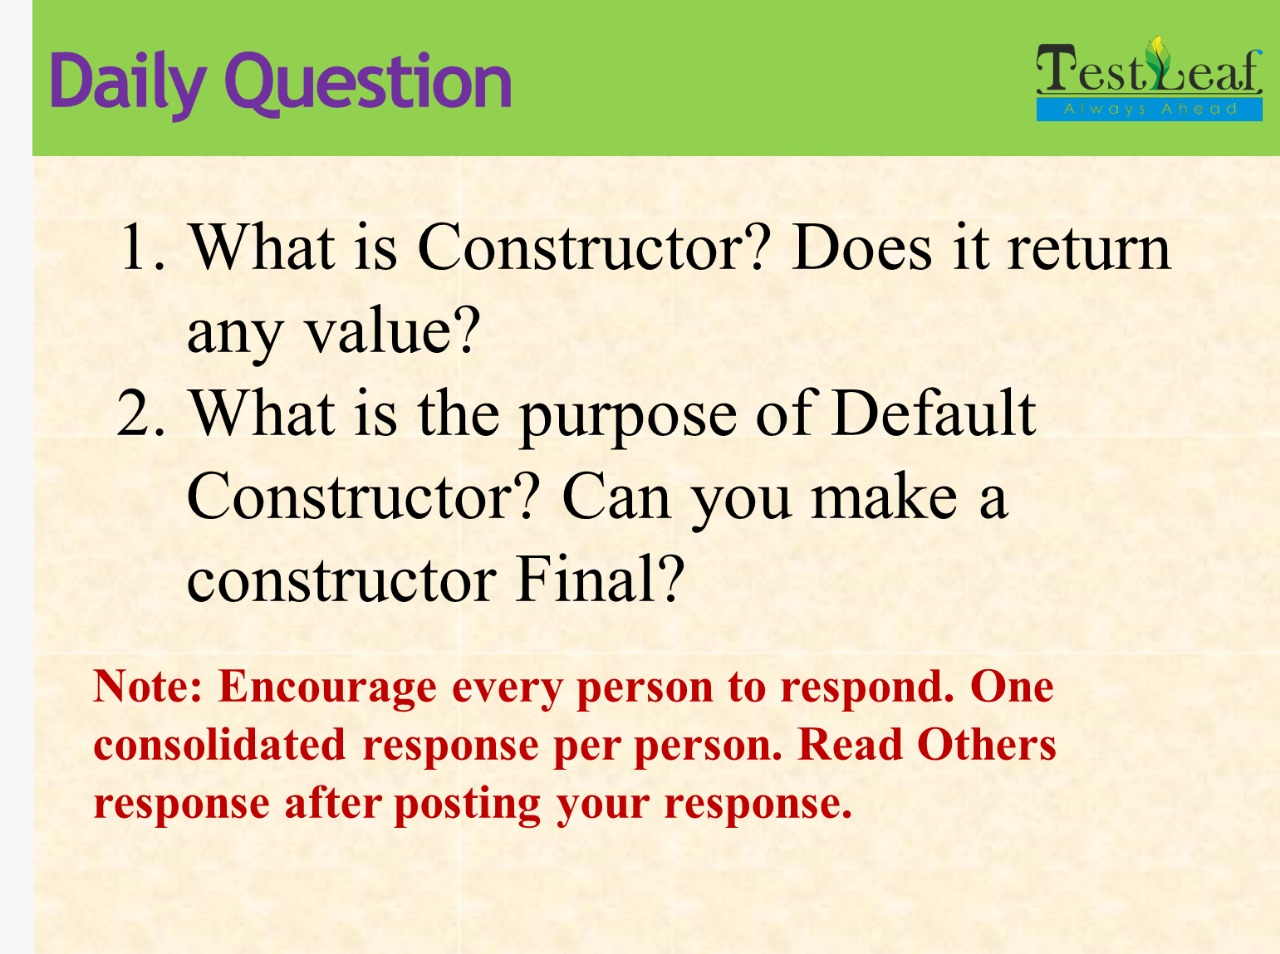 Daily Question
TestLeaf
Always Ahead
1. What is Constructor? Does it return
any value?
2. What is the purpose of Default
Constructor? Can you make a
constructor Final?
Note: Encourage every person to respond. One
consolidated response per person. Read Others
response after posting your response.